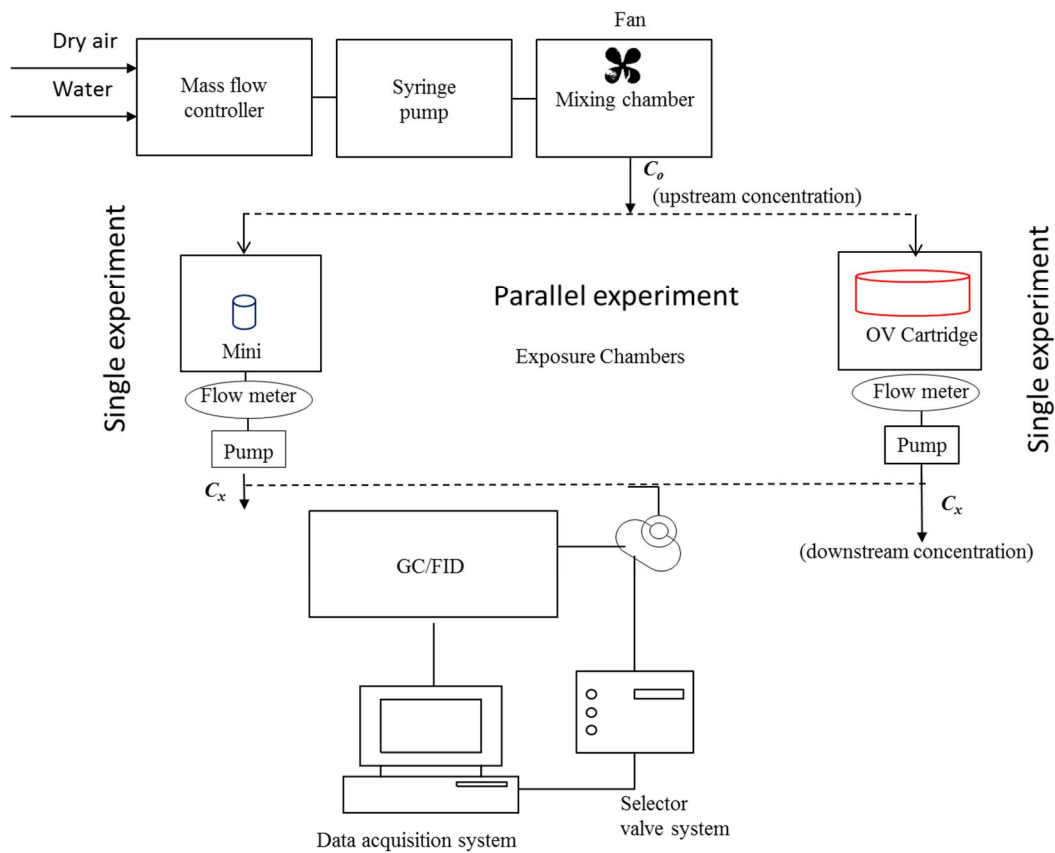 Fan
Dry air
Water
Mass flow
controller
Syringe
pump
Mixing chamber
Co
(upstream concentration)
Single experiment
Mini
Flow meter
Pump
Cx
Parallel experiment
Exposure Chambers
OV Cartridge
Flow meter
Pump
Cx
(downstream concentration)
Single experiment
GC/FID
Data acquisition system
Selector
valve system